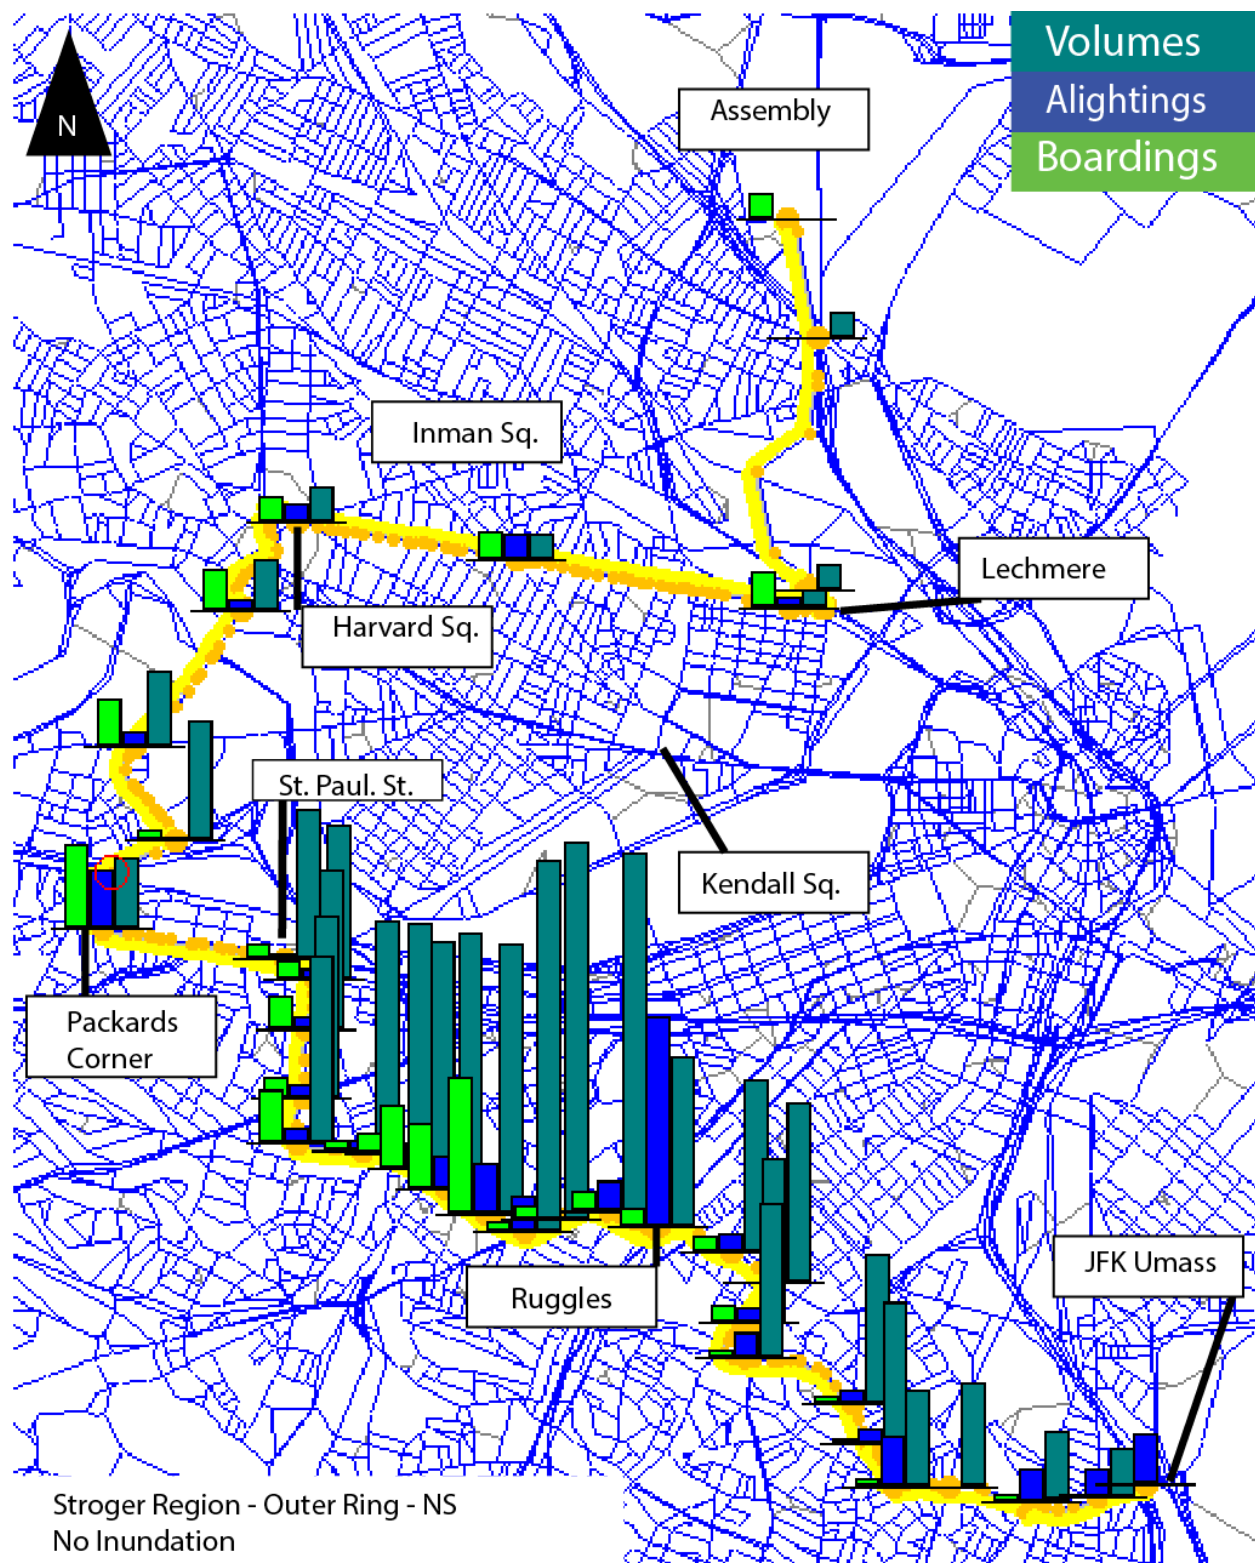 Volumes
Alightings
Boardings
N
Assembly
Inman Sq.
Lechmere
Harvard Sq.
St. Paul. St.
Kendall Sq.
Packards
Corner
JFK Umass
Ruggles
Stroger Region - Outer Ring - NS
No Inundation